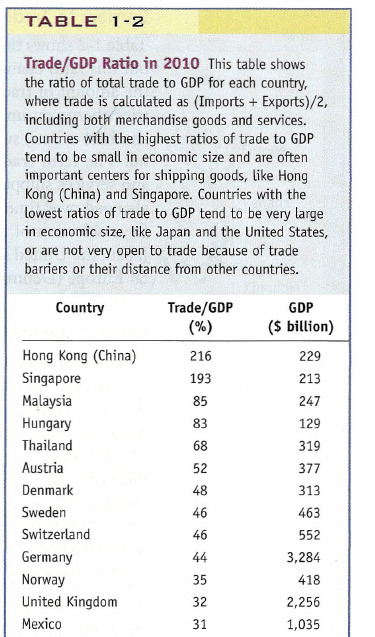 TABLE 1-2
Trade/GDP Ratio in 2010 This table shows
the ratio of total trade to GDP for each country,
where trade is calculated as (Imports + Exports)/2,
including both merchandise goods and services.
Countries with the highest ratios of trade to GDP
tend to be small in economic size and are often
important centers for shipping goods, like Hong
Kong (China) and Singapore. Countries with the
lowest ratios of trade to GDP tend to be very large
in economic size, like Japan and the United States,
or are not very open to trade because of trade
barriers or their distance from other countries.
Country Trade/GDP GDP
(%) ($ billion)
Hong Kong (China) 216 229
Singapore 193 213
Malaysia 85 247
Hungary 83 129
Thailand 68 319
Austria 52 377
Denmark 48 313
Sweden 46 463
Switzerland 46 552
Germany 44 3,284
Norway 35 418
United Kingdom 32 2,256
Mexico 31 1,035